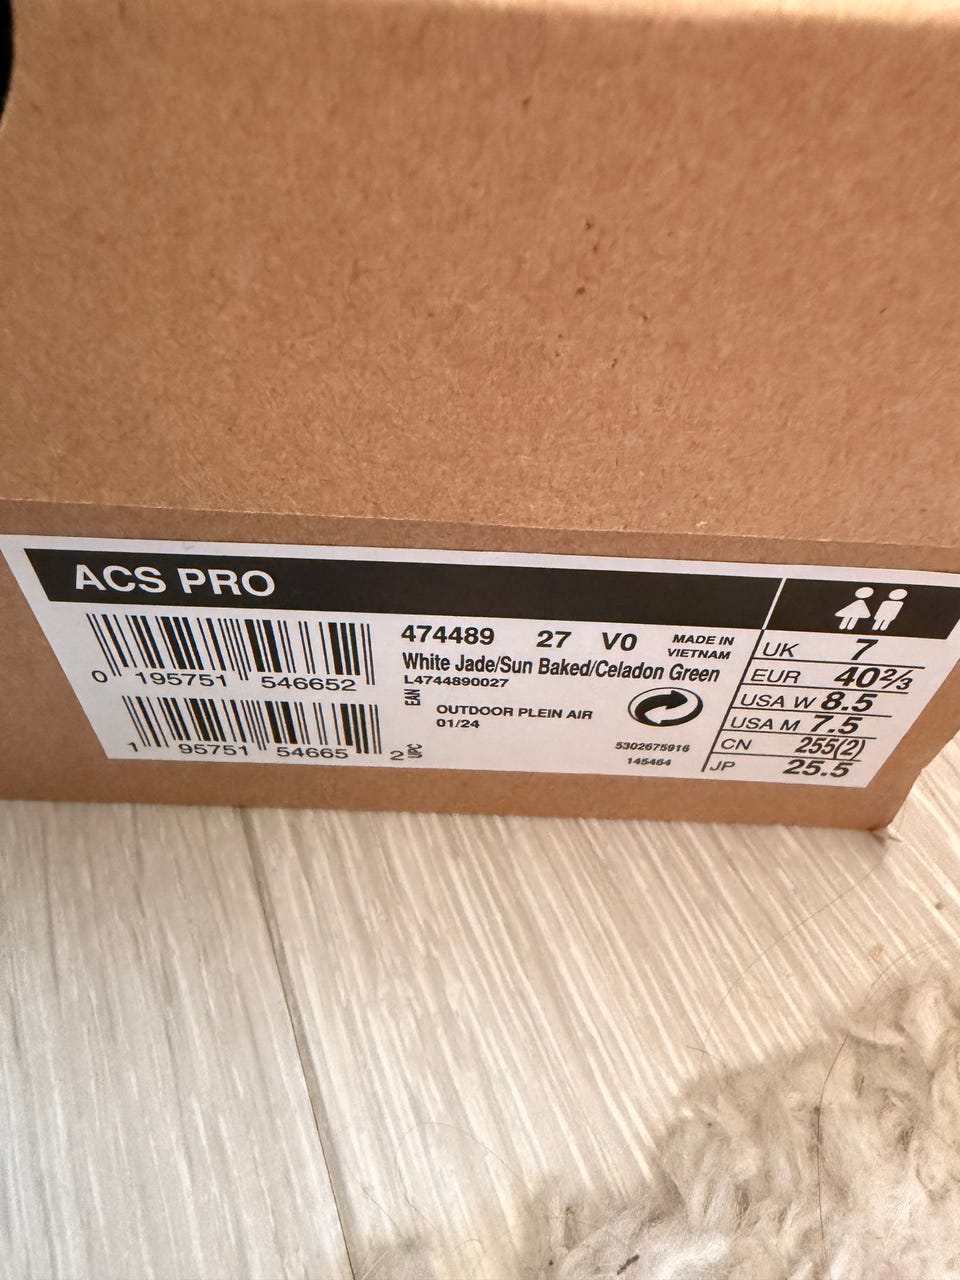 ACS PRO
0 195751 546652
1 95751 54665 2
EAN
UPC
474489 27 V0
MADE IN
VIETNAM
White Jade/Sun Baked/Celadon Green
L4744890027
OUTDOOR PLEIN AIR
01/24
5302675916
145464
UK 7
EUR 40⅔
USA W 8.5
USA M 7.5
CN 255(2)
JP 25.5